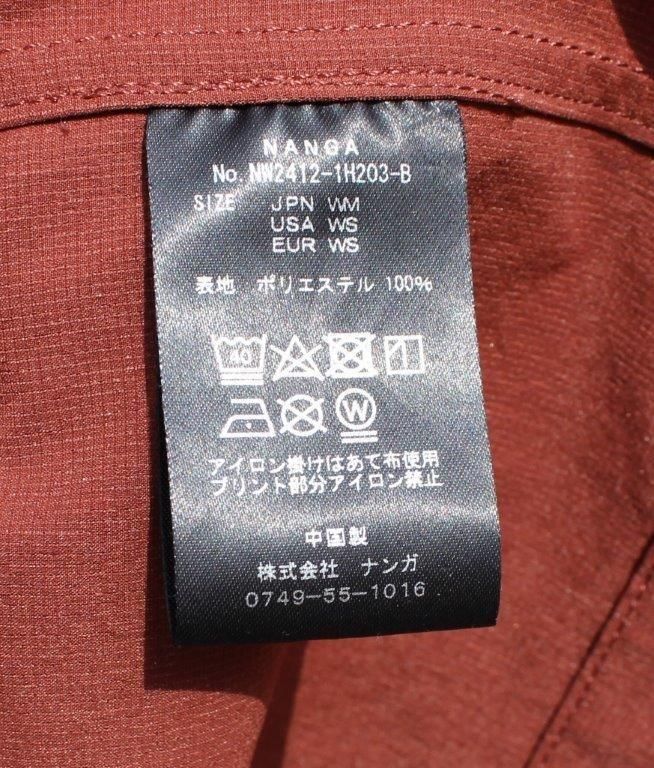 NANGA
No. NW2412-1H203-B
SIZE JPN WM
USA WS
EUR WS
表地 ポリエステル 100%
40
W
アイロン掛けはあて布使用
プリント部分アイロン禁止
中国製
株式会社 ナンガ
0749-55-1016